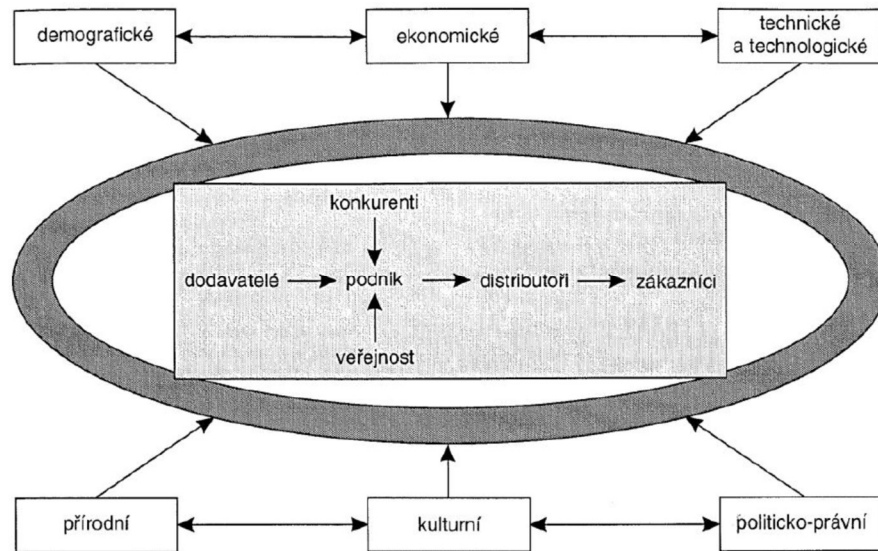 demografické
ekonomické
technické
a technologické
konkurenti
dodavatelé
podnik
distributoři
zákazníci
veřejnost
přírodní
kulturní
politicko-právní